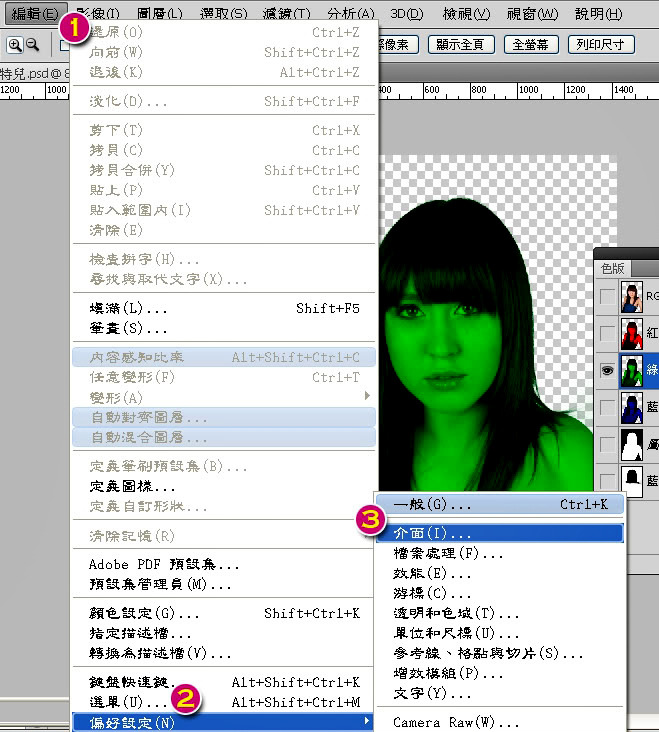 編輯(E) 影像(I) 圖層(L) 選取(S) 濾鏡(T) 分析(A) 3D(D) 檢視(V) 視窗(W) 說明(H)
1
像素 顯示全頁 全螢幕 列印尺寸
特兒.psd @ 8
1200 1000 400 600 800 1000 1200 1400
還原(O) Ctrl+Z
向前(W) Shift+Ctrl+Z
退後(K) Alt+Ctrl+Z
淡化(D)... Shift+Ctrl+F
剪下(T) Ctrl+X
拷貝(C) Ctrl+C
拷貝合併(Y) Shift+Ctrl+C
貼上(P) Ctrl+V
貼入範圍內(I) Shift+Ctrl+V
清除(E)
檢查拼字(H)...
尋找與取代文字(X)...
填滿(L)... Shift+F5
筆畫(S)...
內容感知比率 Alt+Shift+Ctrl+C
任意變形(F) Ctrl+T
變形(A)
自動對齊圖層...
自動混合圖層...
定義筆刷預設集(B)...
定義圖樣...
定義自訂形狀...
清除記憶(R)
Adobe PDF 預設集...
預設集管理員(M)...
顏色設定(G)... Shift+Ctrl+K
指定描述檔...
轉換為描述檔(V)...
鍵盤快速鍵... Alt+Shift+Ctrl+K
選單(U)... Alt+Shift+Ctrl+M
2
偏好設定(N)
色版
RG
紅
綠
藍
藍
一般(G)... Ctrl+K
3
介面(I)...
檔案處理(F)...
效能(E)...
游標(C)...
透明和色域(T)...
單位和尺標(U)...
參考線、格點與切片(S)...
增效模組(P)...
文字(Y)...
Camera Raw(W)...